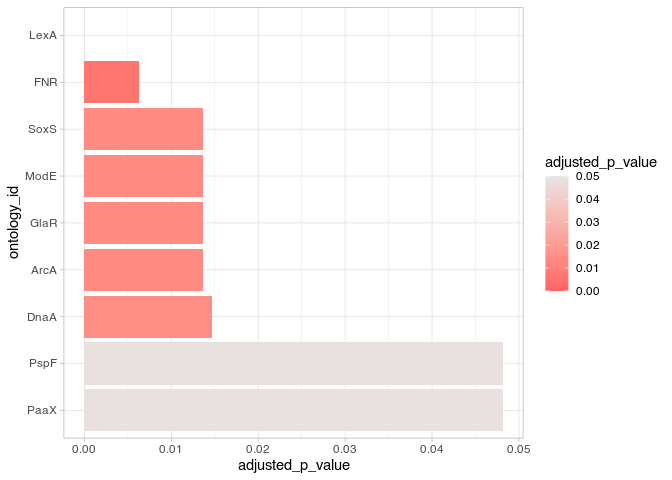 LexA
FNR
SoxS
ModE
GlaR
ArcA
DnaA
PspF
PaaX
ontology_id
0.00 0.01 0.02 0.03 0.04 0.05
adjusted_p_value
adjusted_p_value
0.05
0.04
0.03
0.02
0.01
0.00